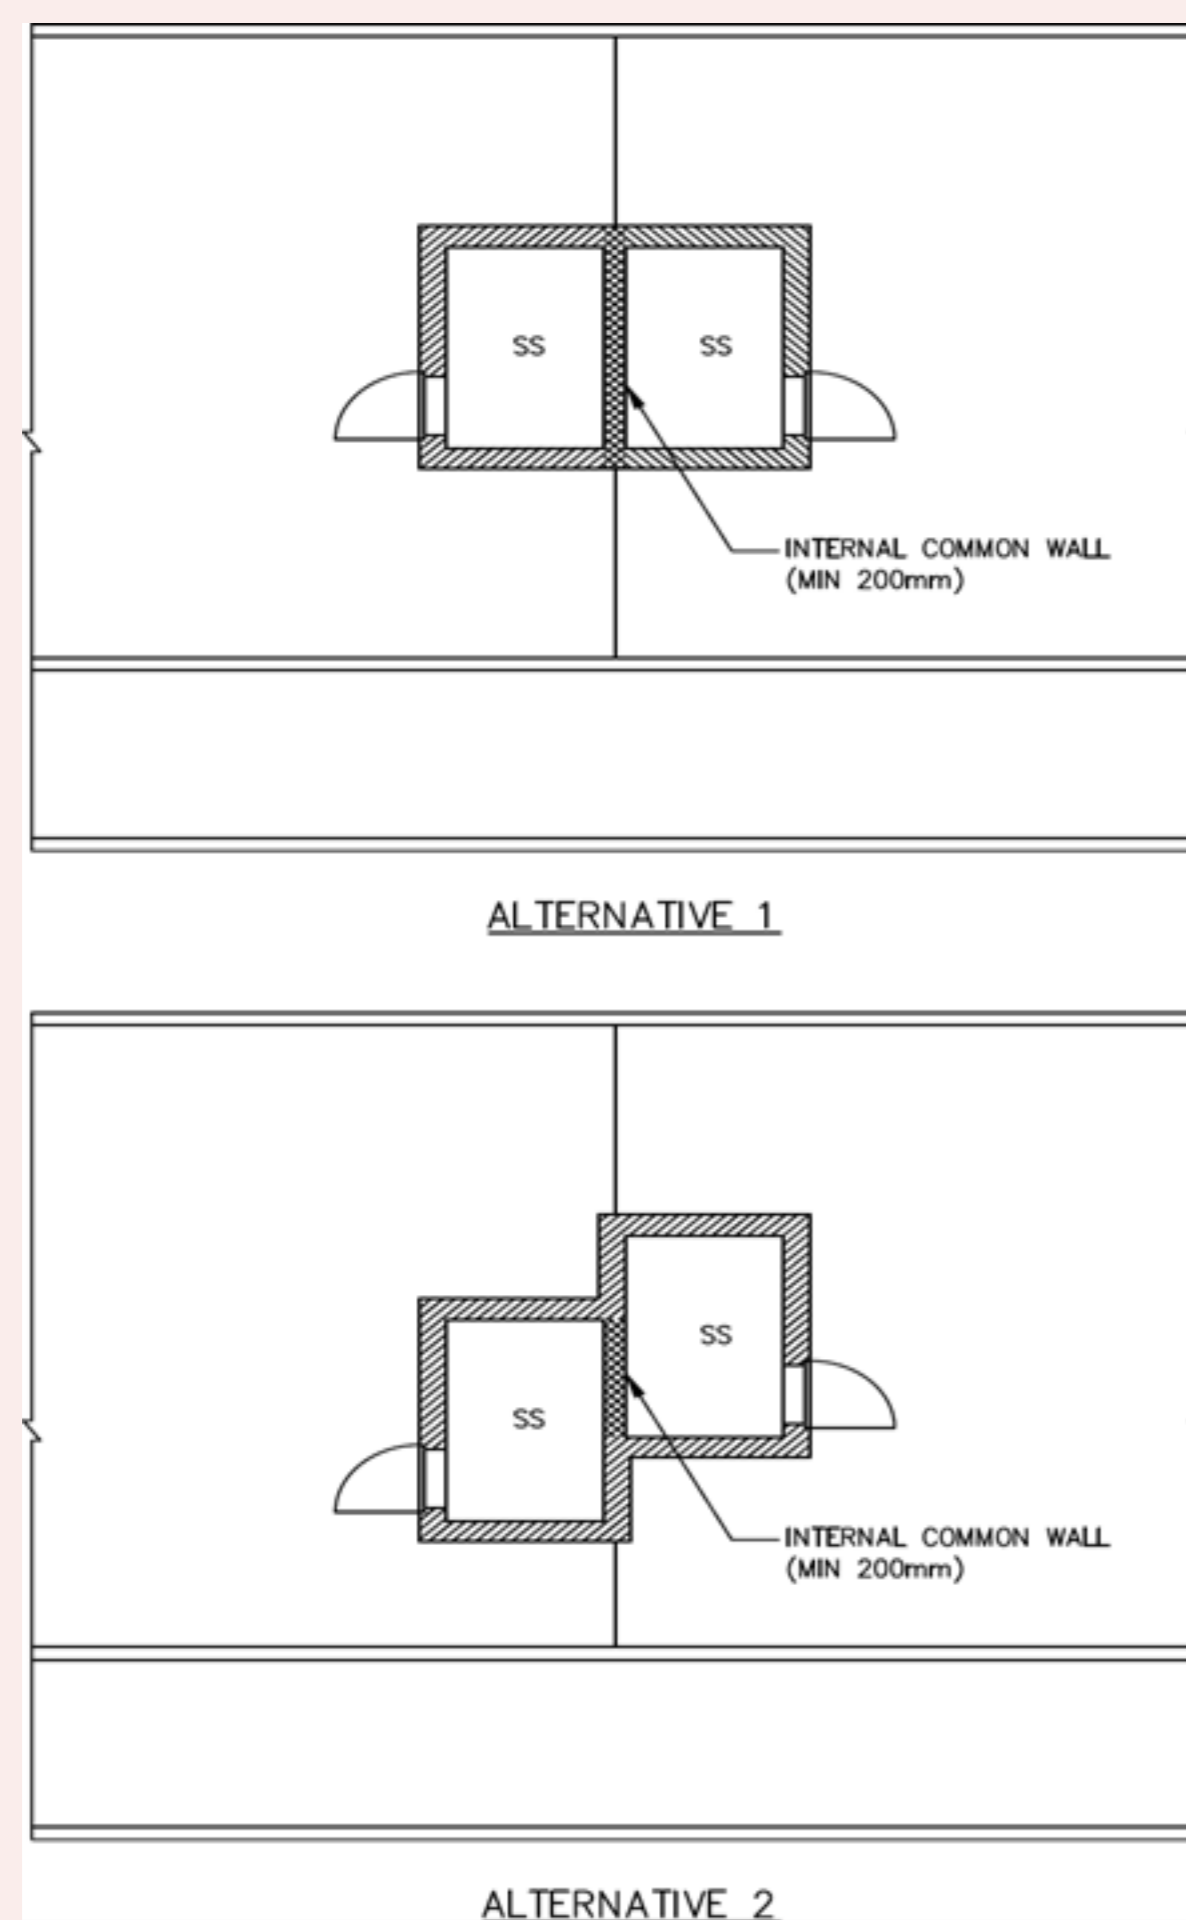 SS SS
INTERNAL COMMON WALL
(MIN 200mm)
ALTERNATIVE 1
SS
SS
INTERNAL COMMON WALL
(MIN 200mm)
ALTERNATIVE 2